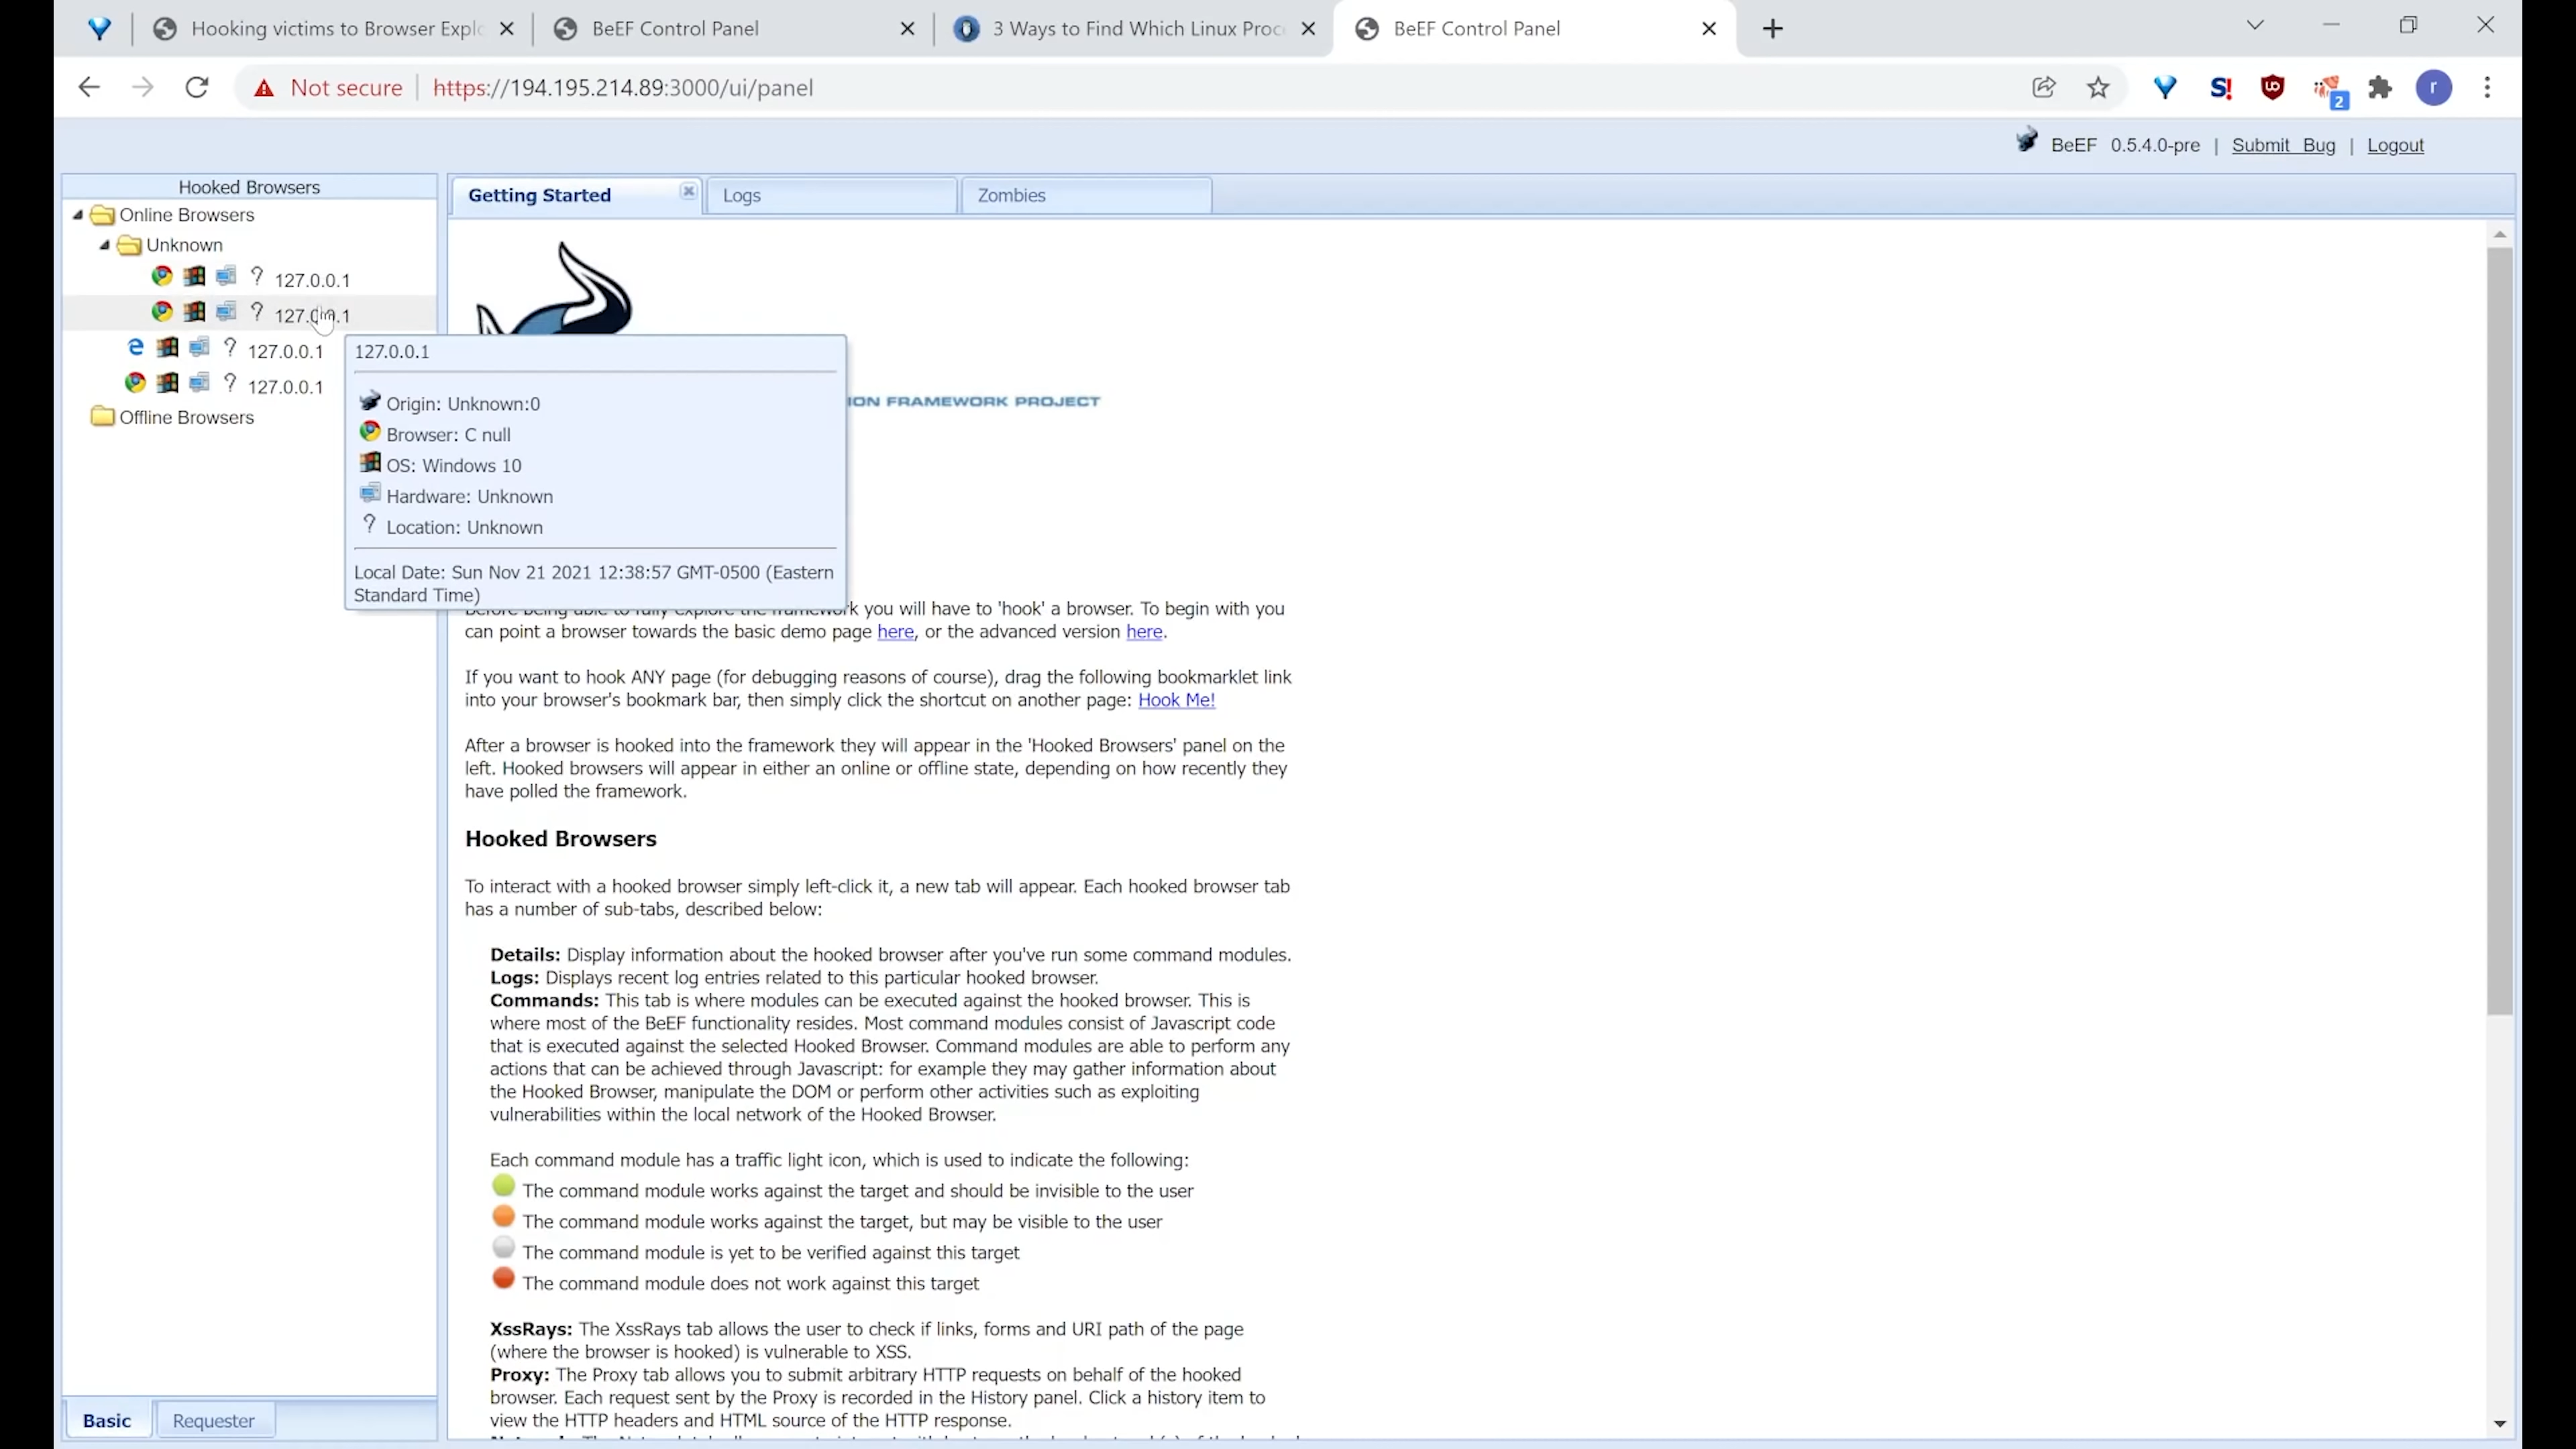 Hooking victims to Browser Explo
BeEF Control Panel
3 Ways to Find Which Linux Proc
BeEF Control Panel
Not secure
https://194.195.214.89:3000/ui/panel
S!
2
r
BeEF 0.5.4.0-pre | Submit Bug | Logout
Hooked Browsers
Online Browsers
Unknown
? 127.0.0.1
? 127.0.0.1
? 127.0.0.1
? 127.0.0.1
Offline Browsers
Getting Started
Logs
Zombies
127.0.0.1
Origin: Unknown:0
Browser: C null
OS: Windows 10
Hardware: Unknown
? Location: Unknown
Local Date: Sun Nov 21 2021 12:38:57 GMT-0500 (Eastern
Standard Time)
ION FRAMEWORK PROJECT
Before being able to fully explore the framework you will have to 'hook' a browser. To begin with you
can point a browser towards the basic demo page here, or the advanced version here.
If you want to hook ANY page (for debugging reasons of course), drag the following bookmarklet link
into your browser's bookmark bar, then simply click the shortcut on another page: Hook Me!
After a browser is hooked into the framework they will appear in the 'Hooked Browsers' panel on the
left. Hooked browsers will appear in either an online or offline state, depending on how recently they
have polled the framework.
Hooked Browsers
To interact with a hooked browser simply left-click it, a new tab will appear. Each hooked browser tab
has a number of sub-tabs, described below:
Details: Display information about the hooked browser after you've run some command modules.
Logs: Displays recent log entries related to this particular hooked browser.
Commands: This tab is where modules can be executed against the hooked browser. This is
where most of the BeEF functionality resides. Most command modules consist of Javascript code
that is executed against the selected Hooked Browser. Command modules are able to perform any
actions that can be achieved through Javascript: for example they may gather information about
the Hooked Browser, manipulate the DOM or perform other activities such as exploiting
vulnerabilities within the local network of the Hooked Browser.
Each command module has a traffic light icon, which is used to indicate the following:
The command module works against the target and should be invisible to the user
The command module works against the target, but may be visible to the user
The command module is yet to be verified against this target
The command module does not work against this target
XssRays: The XssRays tab allows the user to check if links, forms and URI path of the page
(where the browser is hooked) is vulnerable to XSS.
Proxy: The Proxy tab allows you to submit arbitrary HTTP requests on behalf of the hooked
browser. Each request sent by the Proxy is recorded in the History panel. Click a history item to
view the HTTP headers and HTML source of the HTTP response.
Basic
Requester